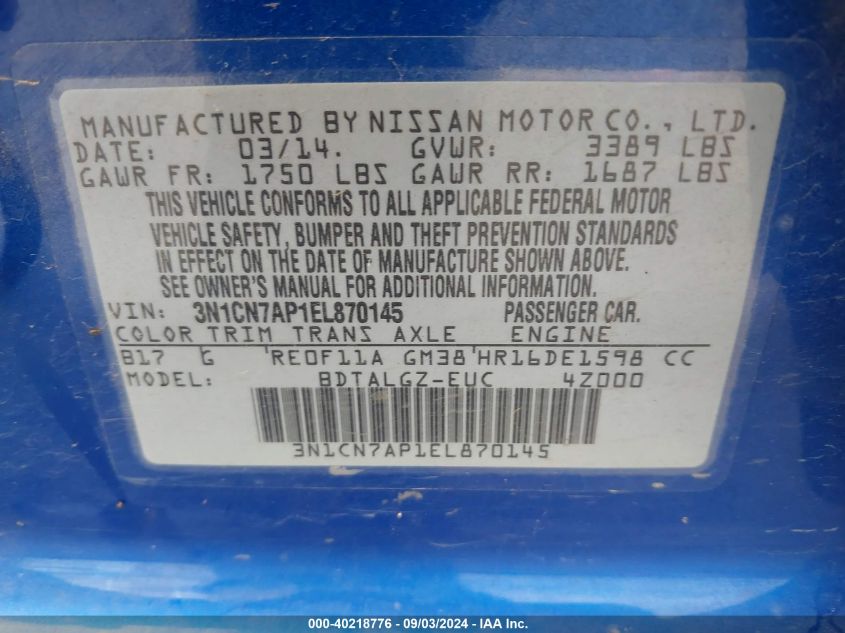 MANUFACTURED BY NISSAN MOTOR CO., LTD.
DATE: 03/14. GVWR: 3389 LBS
GAWR FR: 1750 LBS GAWR RR: 1687 LBS
THIS VEHICLE CONFORMS TO ALL APPLICABLE FEDERAL MOTOR
VEHICLE SAFETY, BUMPER AND THEFT PREVENTION STANDARDS
IN EFFECT ON THE DATE OF MANUFACTURE SHOWN ABOVE.
SEE OWNER'S MANUAL FOR ADDITIONAL INFORMATION.
VIN: 3N1CN7AP1EL870145 PASSENGER CAR.
COLOR TRIM TRANS AXLE ENGINE
B17 G 'RE0F11A GM38'HR16DE1598 CC
MODEL: BDTALGZ-EUC 4Z000
3N1CN7AP1EL870145
000-40218776 - 09/03/2024 - IAA Inc.